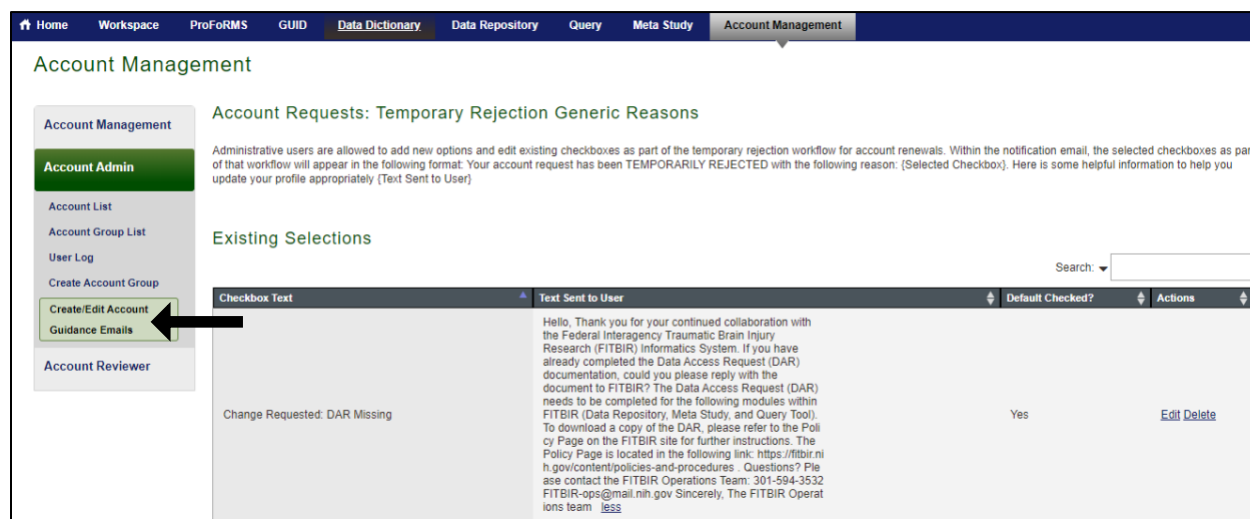 Home Workspace ProFoRMS GUID Data Dictionary Data Repository Query Meta Study Account Management
Account Management
Account Management
Account Admin
Account List
Account Group List
User Log
Create Account Group
Create/Edit Account
Guidance Emails
Account Reviewer
Account Requests: Temporary Rejection Generic Reasons
Administrative users are allowed to add new options and edit existing checkboxes as part of the temporary rejection workflow for account renewals. Within the notification email, the selected checkboxes as par
of that workflow will appear in the following format: Your account request has been TEMPORARILY REJECTED with the following reason: {Selected Checkbox}. Here is some helpful information to help you
update your profile appropriately {Text Sent to User}
Existing Selections
Search:
Checkbox Text Text Sent to User Default Checked? Actions
Change Requested: DAR Missing
Hello, Thank you for your continued collaboration with
the Federal Interagency Traumatic Brain Injury
Research (FITBIR) Informatics System. If you have
already completed the Data Access Request (DAR)
documentation, could you please reply with the
document to FITBIR? The Data Access Request (DAR)
needs to be completed for the following modules within
FITBIR (Data Repository, Meta Study, and Query Tool).
To download a copy of the DAR, please refer to the Poli
cy Page on the FITBIR site for further instructions. The
Policy Page is located in the following link: https://fitbir.ni
h.gov/content/policies-and-procedures . Questions? Ple
ase contact the FITBIR Operations Team: 301-594-3532
FITBIR-ops@mail.nih.gov Sincerely, The FITBIR Operat
ions team less
Yes
Edit Delete